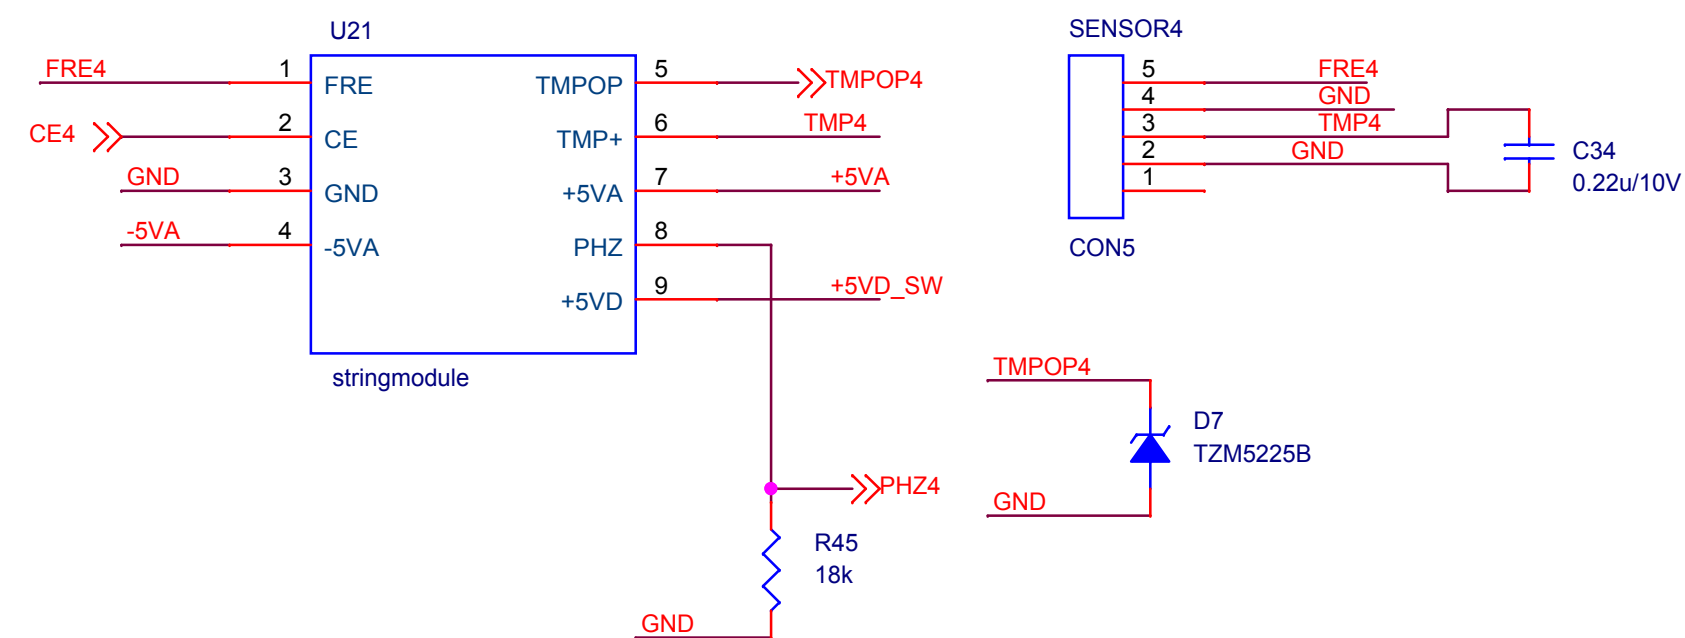 U21
FRE4 1 FRE
CE4 2 CE
GND 3 GND
-5VA 4 -5VA
TMPOP 5 TMPOP4
TMP+ 6 TMP4
+5VA 7 +5VA
PHZ 8
+5VD 9 +5VD_SW
stringmodule
PHZ4
R45
18k
GND
SENSOR4
5 FRE4
4 GND
3 TMP4
2 GND
1
CON5
C34
0.22u/10V
TMPOP4
D7
TZM5225B
GND